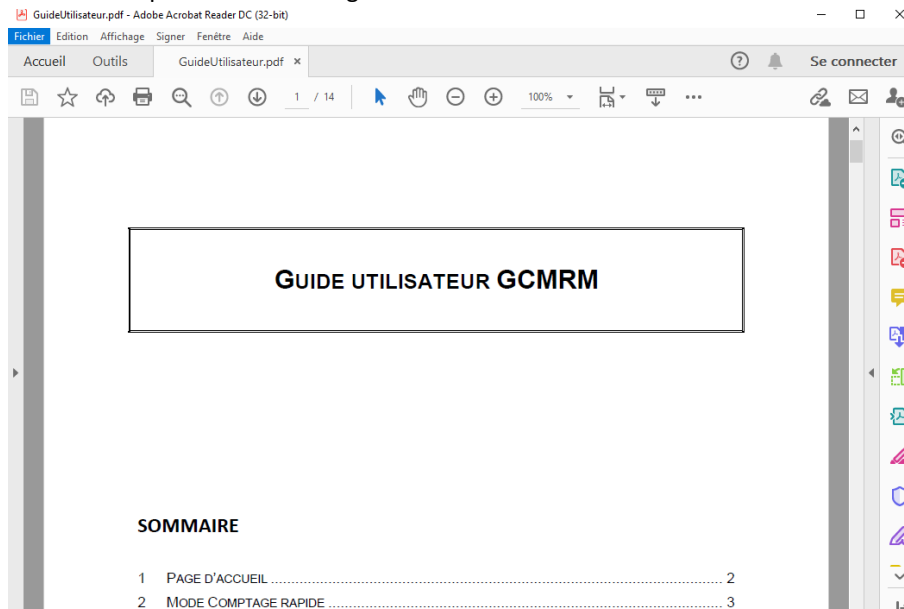 GuideUtilisateur.pdf - Adobe Acrobat Reader DC (32-bit)
Fichier Edition Affichage Signer Fenêtre Aide
Accueil Outils GuideUtilisateur.pdf × Se connecter
1 / 14 100%
GUIDE UTILISATEUR GCMRM
SOMMAIRE
1 PAGE D'ACCUEIL ........................................................................................................ 2
2 MODE COMPTAGE RAPIDE ........................................................................................ 3